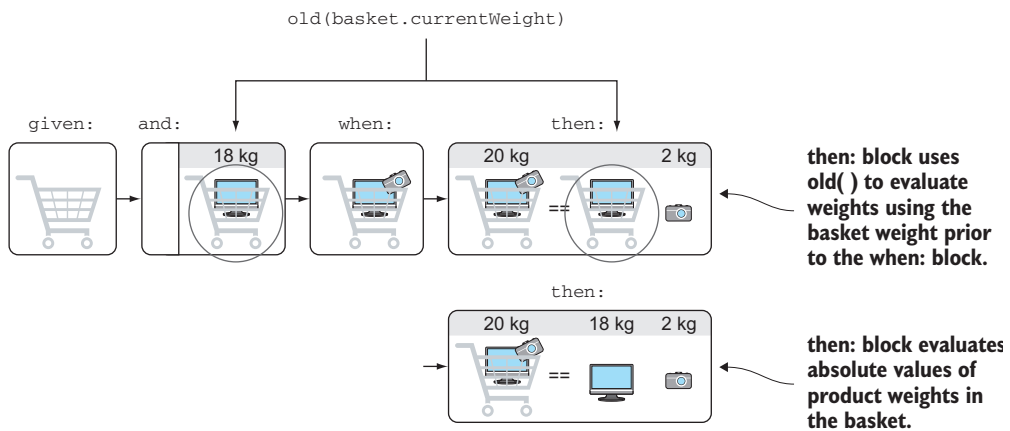 old(basket.currentWeight)
given: and: when: then:
18 kg 20 kg 2 kg
==
then: block uses
old( ) to evaluate
weights using the
basket weight prior
to the when: block.
then:
20 kg 18 kg 2 kg
==
then: block evaluates
absolute values of
product weights in
the basket.